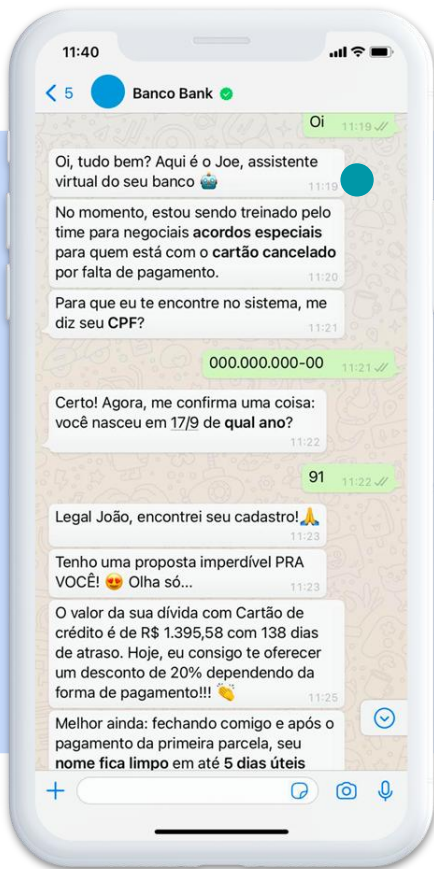 11:40
5 Banco Bank
Oi 11:19
Oi, tudo bem? Aqui é o Joe, assistente
virtual do seu banco 🤖
11:19
No momento, estou sendo treinado pelo
time para negociais acordos especiais
para quem está com o cartão cancelado
por falta de pagamento.
11:20
Para que eu te encontre no sistema, me
diz seu CPF?
11:21
000.000.000-00 11:21
Certo! Agora, me confirma uma coisa:
você nasceu em 17/9 de qual ano?
11:22
91 11:22
Legal João, encontrei seu cadastro!🙏
11:23
Tenho uma proposta imperdível PRA
VOCÊ! 😍 Olha só...
11:23
O valor da sua dívida com Cartão de
crédito é de R$ 1.395,58 com 138 dias
de atraso. Hoje, eu consigo te oferecer
um desconto de 20% dependendo da
forma de pagamento!!! 👏
11:25
Melhor ainda: fechando comigo e após o
pagamento da primeira parcela, seu
nome fica limpo em até 5 dias úteis